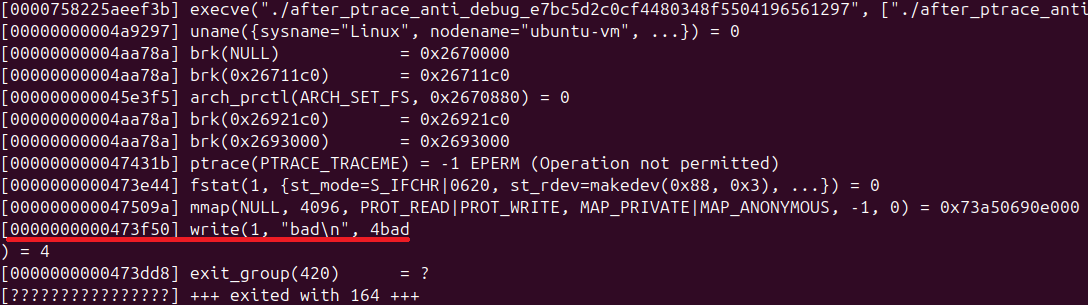 [0000758225aeef3b] execve("./after_ptrace_anti_debug_e7bc5d2c0cf4480348f5504196561297", ["./after_ptrace_anti
[00000000004a9297] uname({sysname="Linux", nodename="ubuntu-vm", ...}) = 0
[00000000004aa78a] brk(NULL)               = 0x2670000
[00000000004aa78a] brk(0x26711c0)          = 0x26711c0
[000000000045e3f5] arch_prctl(ARCH_SET_FS, 0x2670880) = 0
[00000000004aa78a] brk(0x26921c0)          = 0x26921c0
[00000000004aa78a] brk(0x2693000)          = 0x2693000
[000000000047431b] ptrace(PTRACE_TRACEME) = -1 EPERM (Operation not permitted)
[0000000000473e44] fstat(1, {st_mode=S_IFCHR|0620, st_rdev=makedev(0x88, 0x3), ...}) = 0
[000000000047509a] mmap(NULL, 4096, PROT_READ|PROT_WRITE, MAP_PRIVATE|MAP_ANONYMOUS, -1, 0) = 0x73a50690e000
[0000000000473f50] write(1, "bad\n", 4bad
) = 4
[0000000000473dd8] exit_group(420)         = ?
[????????????????] +++ exited with 164 +++